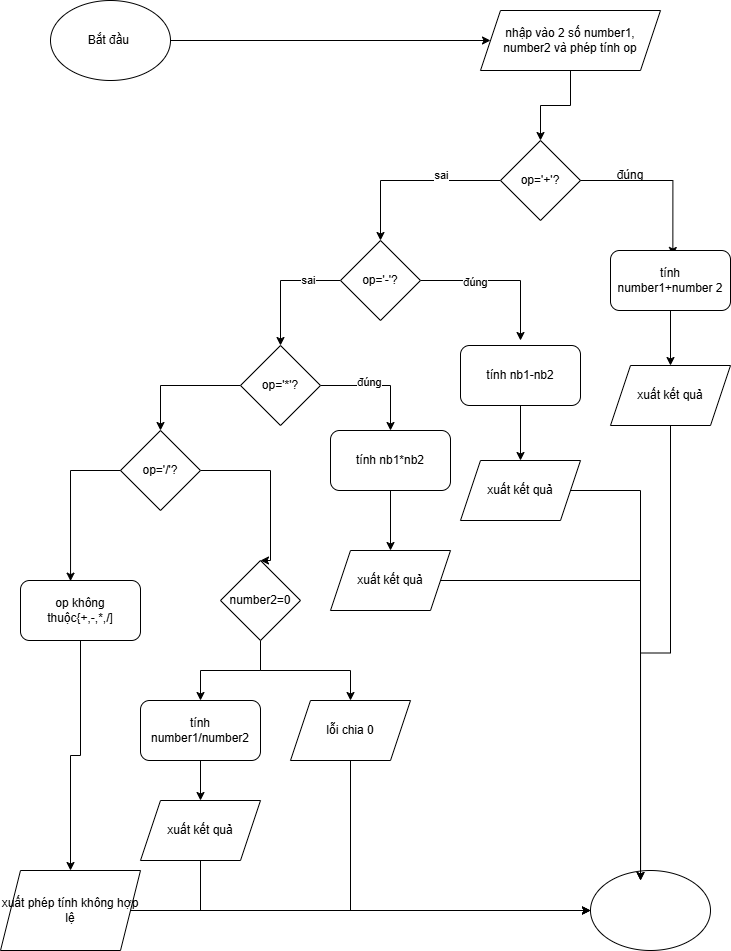 Bắt đầu
nhập vào 2 số number1,
number2 và phép tính op
sai
op='+'?
đúng
sai
op='-'?
đúng
tính
number1+number 2
op='*'?
đúng
tính nb1-nb2
xuất kết quả
op='/'?
tính nb1*nb2
xuất kết quả
xuất kết quả
op không
thuộc{+,-,*,/]
number2=0
tính
number1/number2
lỗi chia 0
xuất kết quả
xuất phép tính không hợp
lệ